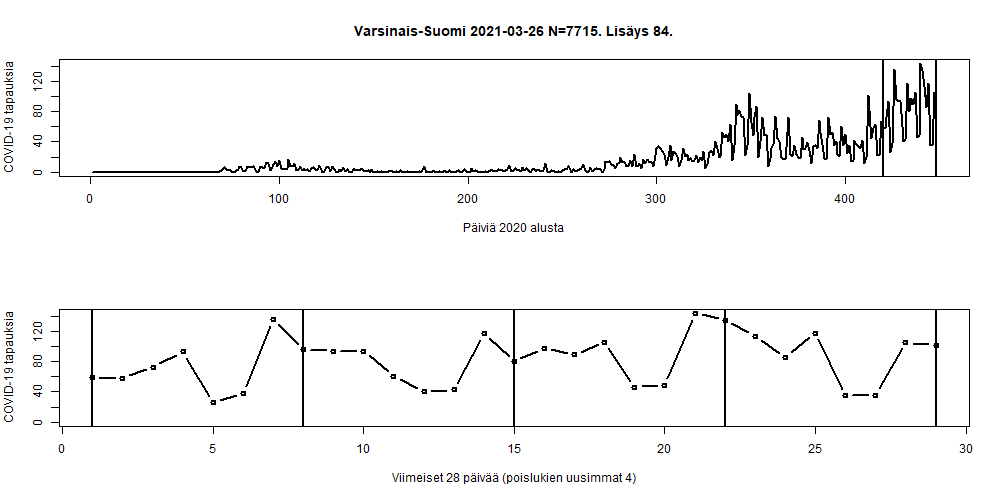 Varsinais-Suomi 2021-03-26 N=7715. Lisäys 84.
COVID-19 tapauksia
0 40 80 120
0 100 200 300 400
Päiviä 2020 alusta
COVID-19 tapauksia
0 40 80 120
0 5 10 15 20 25 30
Viimeiset 28 päivää (poislukien uusimmat 4)